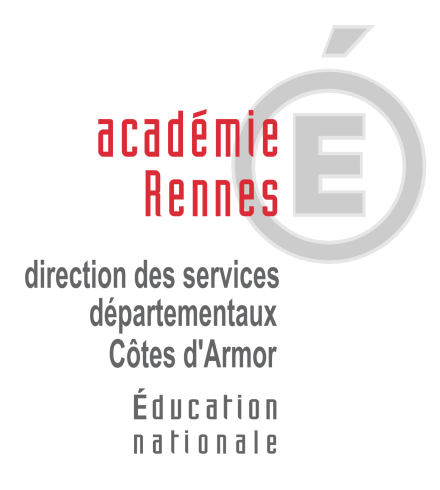 É
académie
Rennes
direction des services
départementaux
Côtes d'Armor
Éducation
nationale